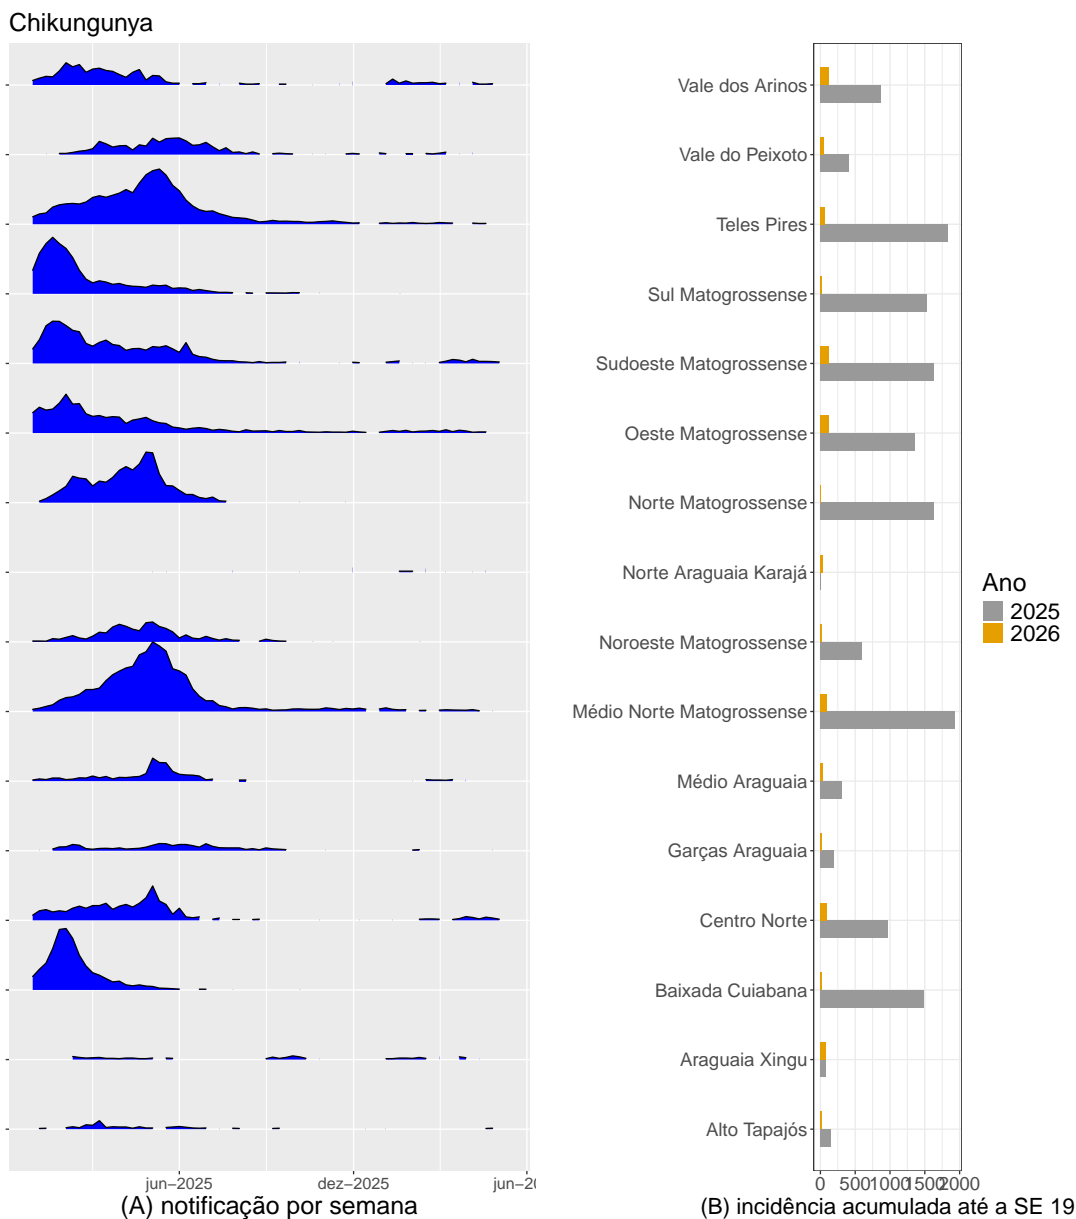 Chikungunya
Vale dos Arinos
Vale do Peixoto
Teles Pires
Sul Matogrossense
Sudoeste Matogrossense
Oeste Matogrossense
Norte Matogrossense
Norte Araguaia Karajá
Noroeste Matogrossense
Médio Norte Matogrossense
Médio Araguaia
Garças Araguaia
Centro Norte
Baixada Cuiabana
Araguaia Xingu
Alto Tapajós
Ano
2025
2026
jun–2025 dez–2025 jun–20
0 500 1000 1500 2000
(A) notificação por semana
(B) incidência acumulada até a SE 19